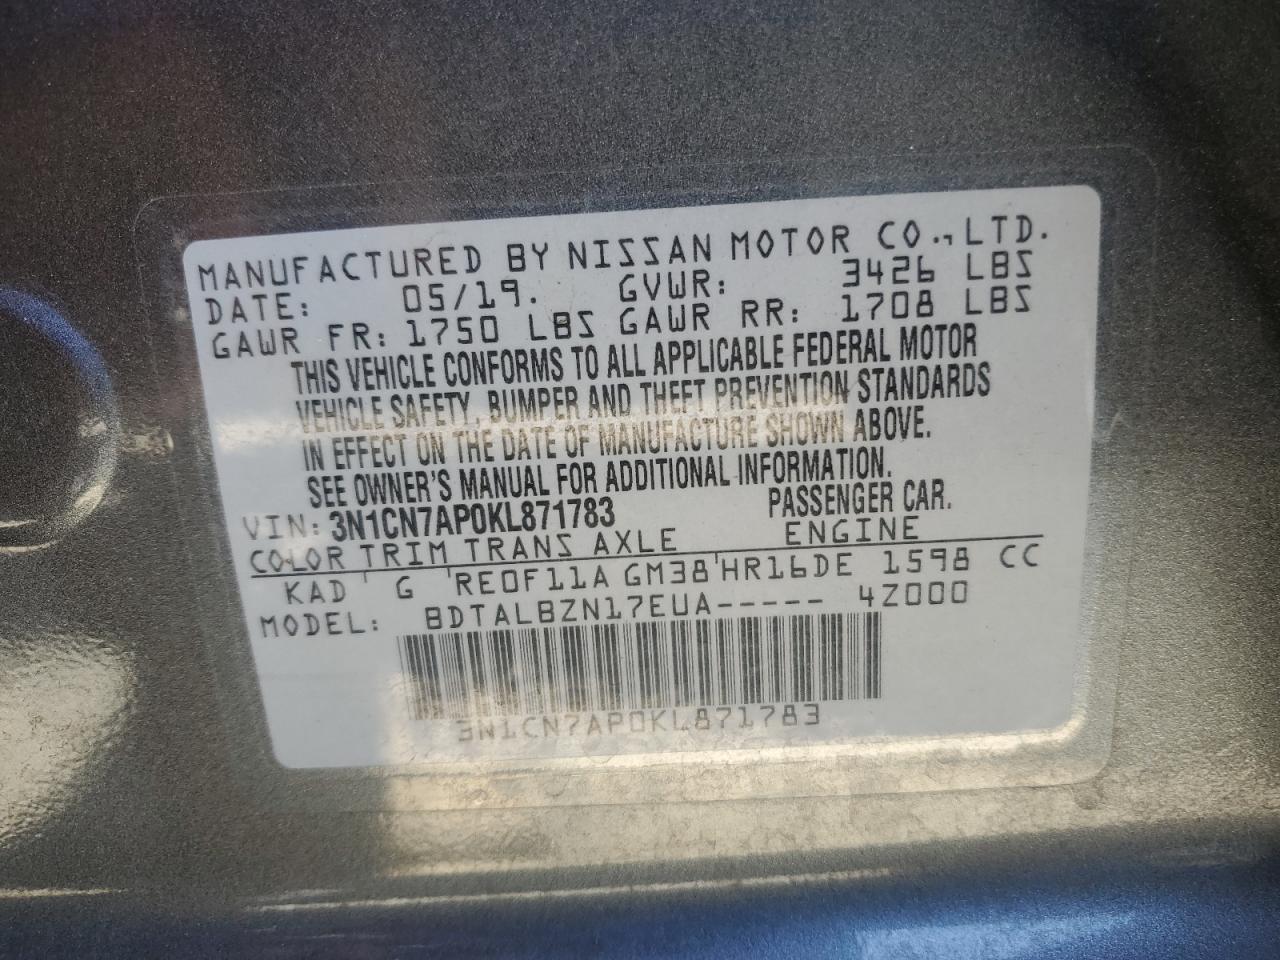 MANUFACTURED BY NISSAN MOTOR CO., LTD.
DATE: 05/19. GVWR: 3426 LBS
GAWR FR: 1750 LBS GAWR RR: 1708 LBS
THIS VEHICLE CONFORMS TO ALL APPLICABLE FEDERAL MOTOR
VEHICLE SAFETY, BUMPER AND THEFT PREVENTION STANDARDS
IN EFFECT ON THE DATE OF MANUFACTURE SHOWN ABOVE.
SEE OWNER'S MANUAL FOR ADDITIONAL INFORMATION.
VIN: 3N1CN7AP0KL871783 PASSENGER CAR.
COLOR TRIM TRANS AXLE ENGINE
KAD G RE0F11A GM38 HR16DE 1598 CC
MODEL: BDTALBZN17EUA----- 4Z000
3N1CN7AP0KL871783